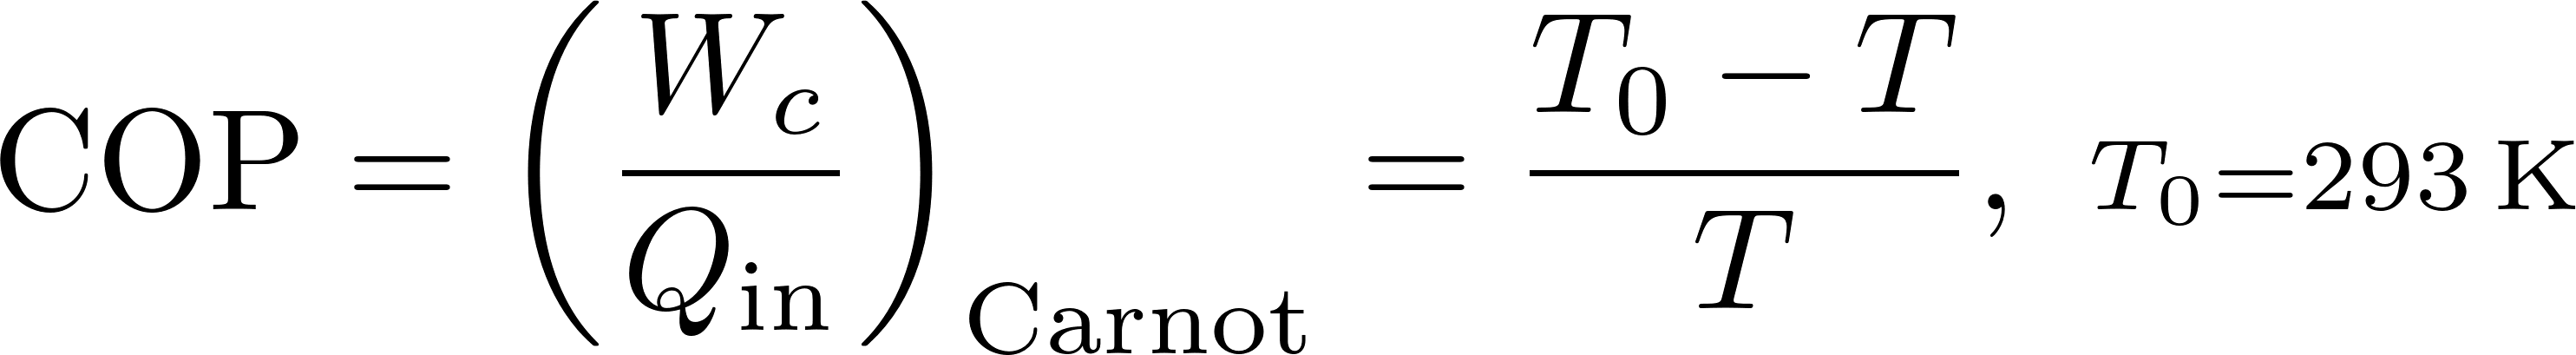 COP = (W_c / Q_in)_Carnot = (T_0 − T) / T , T_0=293 K